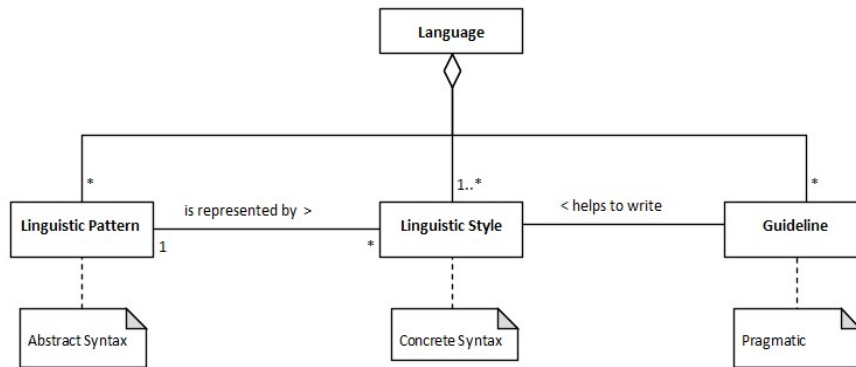 Language
*
1..*
*
Linguistic Pattern
is represented by >
Linguistic Style
< helps to write
Guideline
1
*
Abstract Syntax
Concrete Syntax
Pragmatic